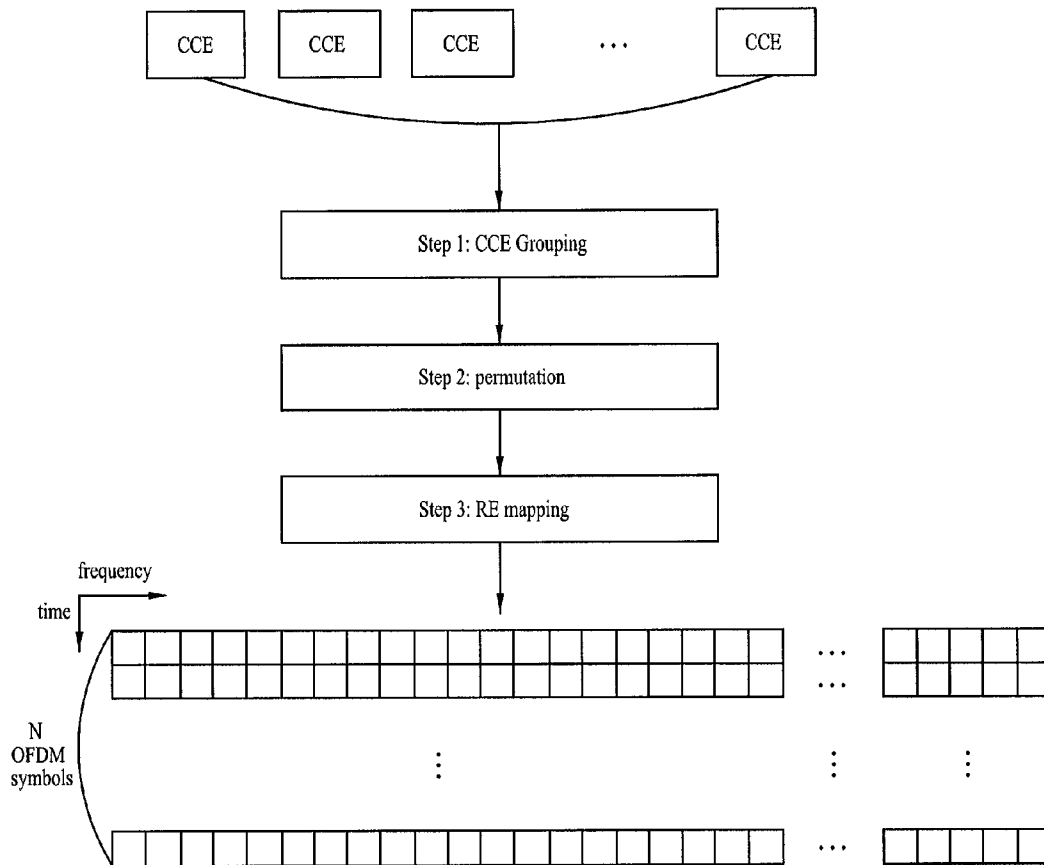 CCE CCE CCE ... CCE
Step 1: CCE Grouping
Step 2: permutation
Step 3: RE mapping
frequency
time
N
OFDM
symbols